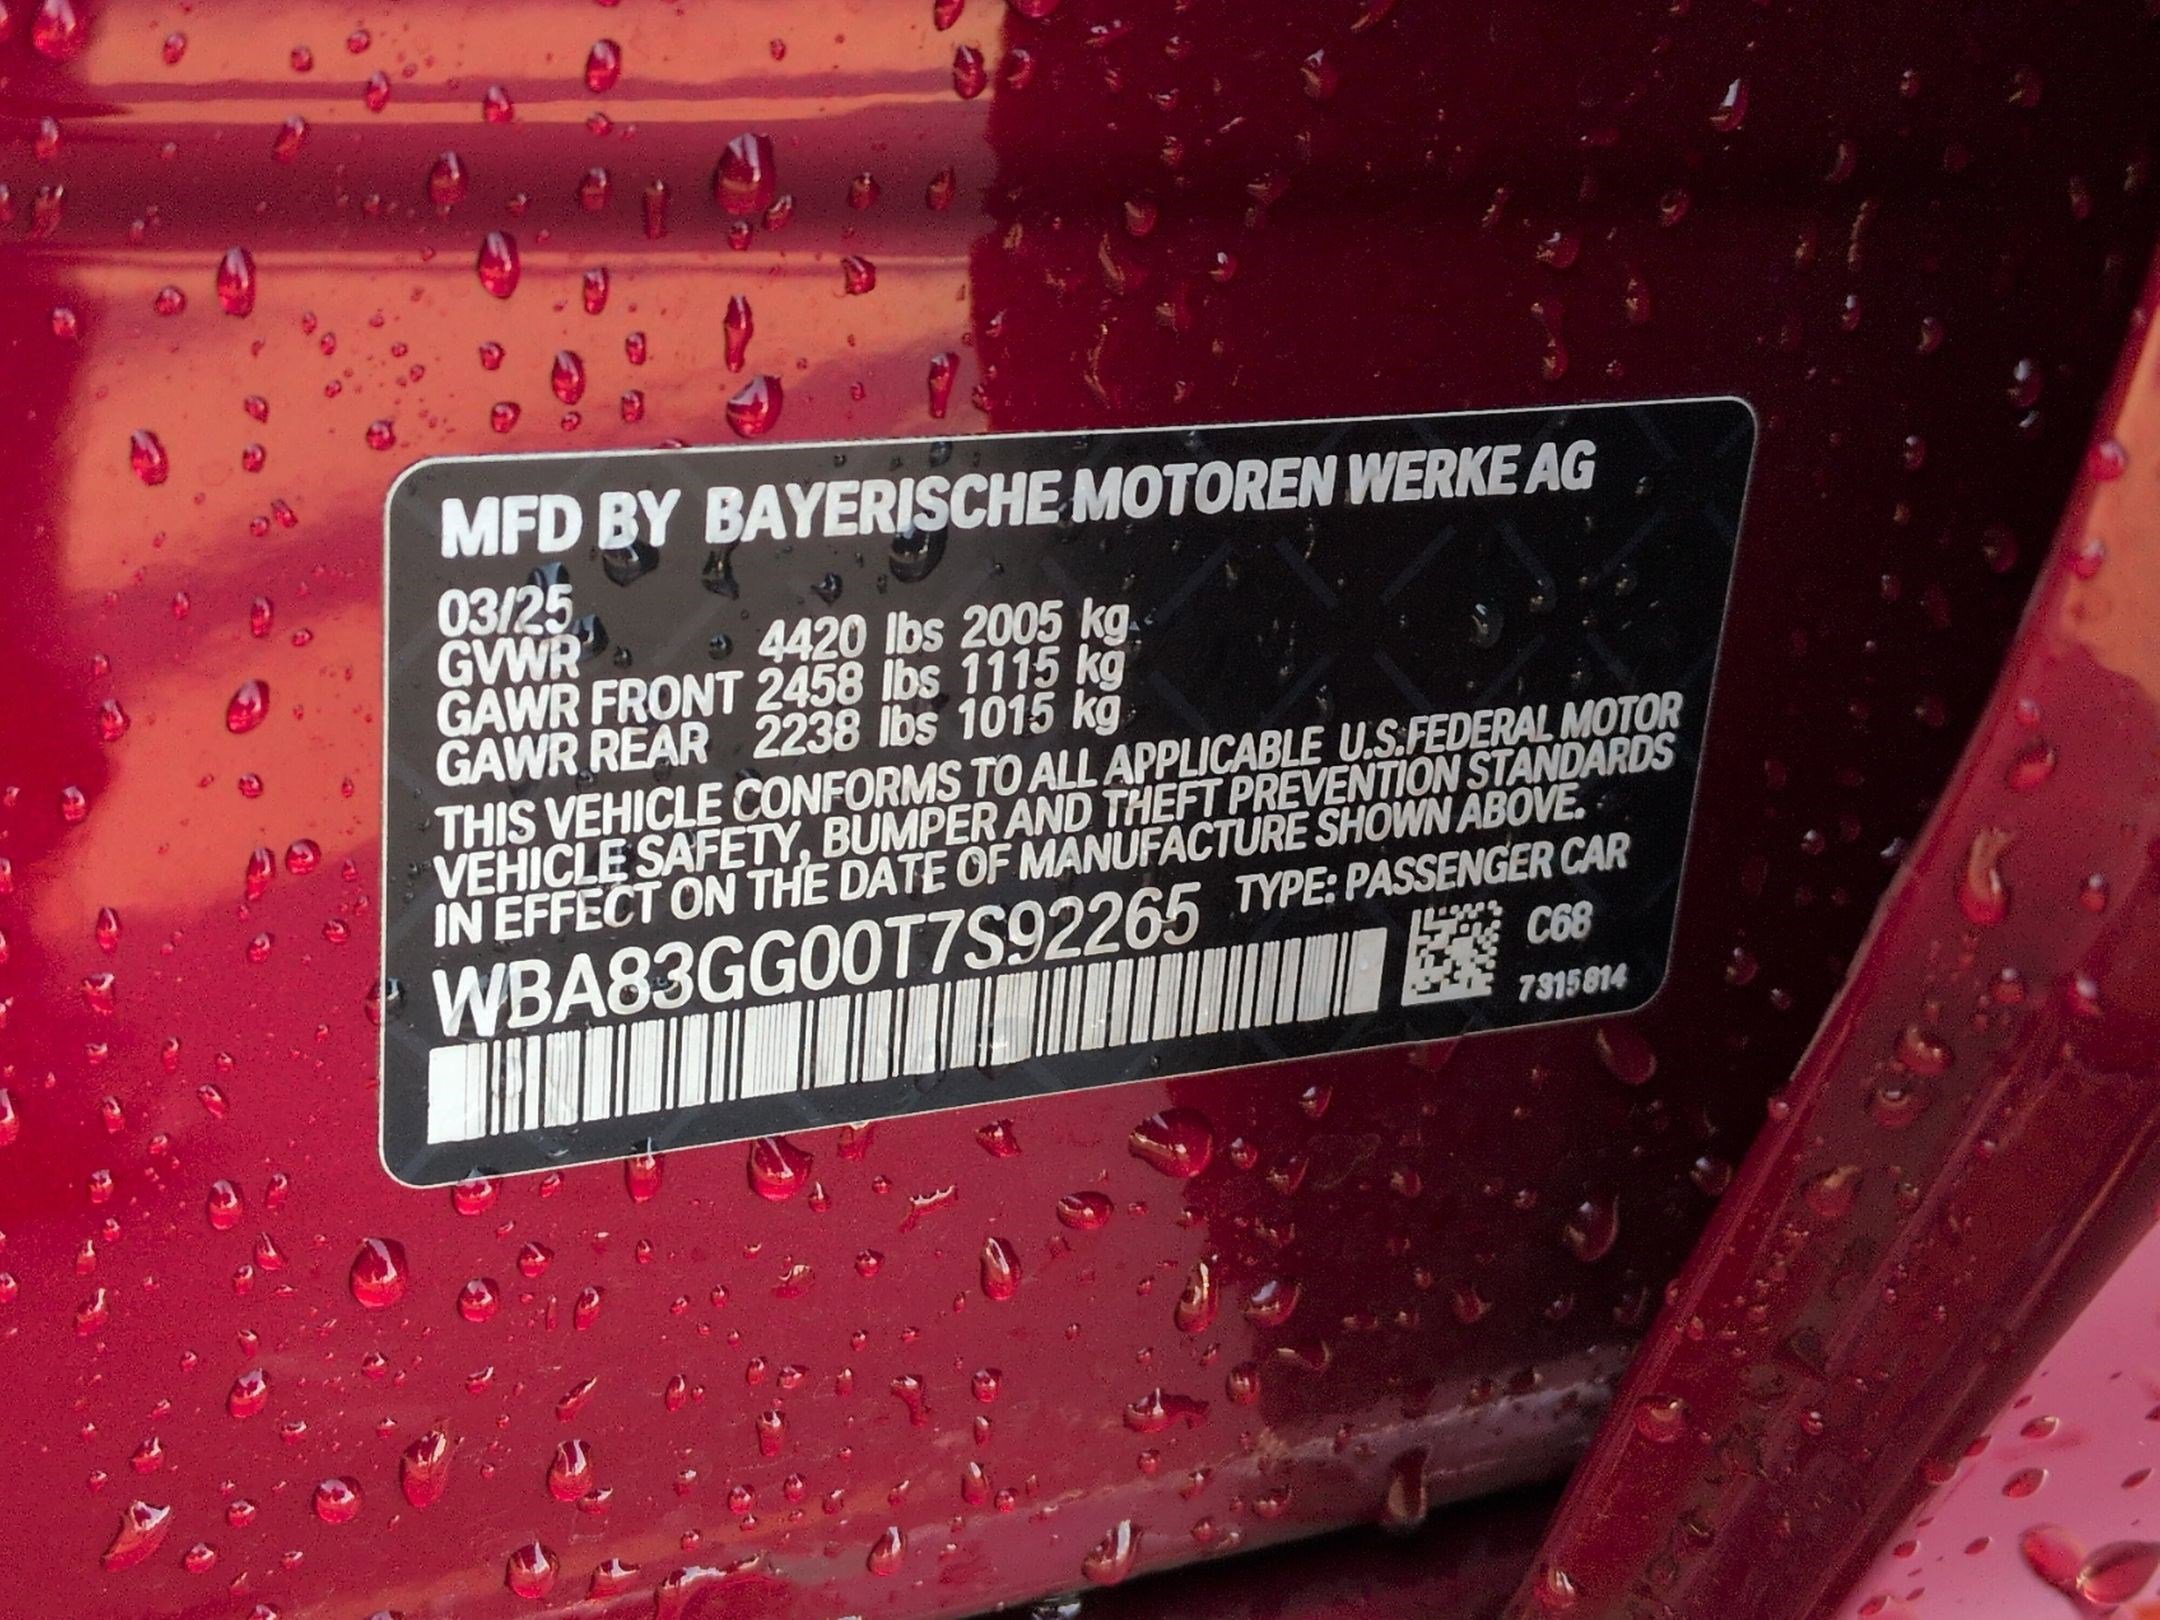 MFD BY BAYERISCHE MOTOREN WERKE AG
03/25
GVWR 4420 lbs 2005 kg
GAWR FRONT 2458 lbs 1115 kg
GAWR REAR 2238 lbs 1015 kg
THIS VEHICLE CONFORMS TO ALL APPLICABLE U.S.FEDERAL MOTOR
VEHICLE SAFETY, BUMPER AND THEFT PREVENTION STANDARDS
IN EFFECT ON THE DATE OF MANUFACTURE SHOWN ABOVE.
WBA83GG00T7S92265 TYPE: PASSENGER CAR
C68
7315814